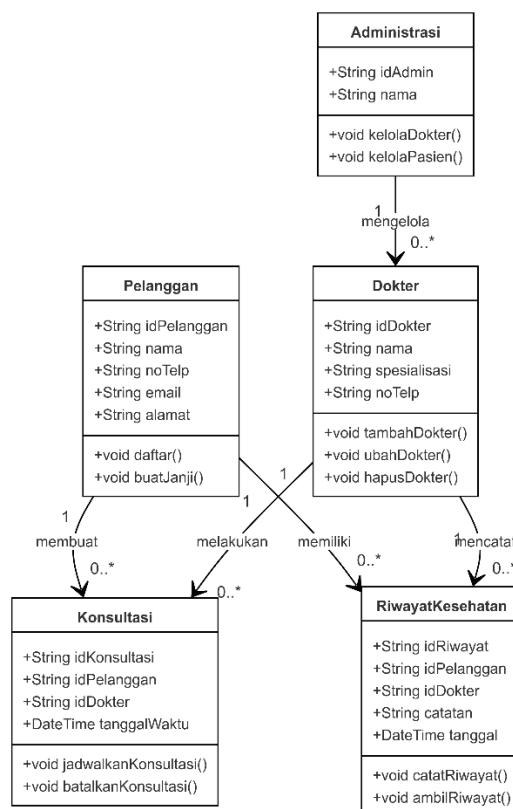 Administrasi
+String idAdmin
+String nama
+void kelolaDokter()
+void kelolaPasien()
1
mengelola
0..*
Pelanggan
+String idPelanggan
+String nama
+String noTelp
+String email
+String alamat
+void daftar()
+void buatJanji()
Dokter
+String idDokter
+String nama
+String spesialisasi
+String noTelp
+void tambahDokter()
+void ubahDokter()
+void hapusDokter()
1
membuat
0..*
1
melakukan
0..*
1
memiliki
0..*
1
mencatat
0..*
Konsultasi
+String idKonsultasi
+String idPelanggan
+String idDokter
+DateTime tanggalWaktu
+void jadwalkanKonsultasi()
+void batalkanKonsultasi()
RiwayatKesehatan
+String idRiwayat
+String idPelanggan
+String idDokter
+String catatan
+DateTime tanggal
+void catatRiwayat()
+void ambilRiwayat()